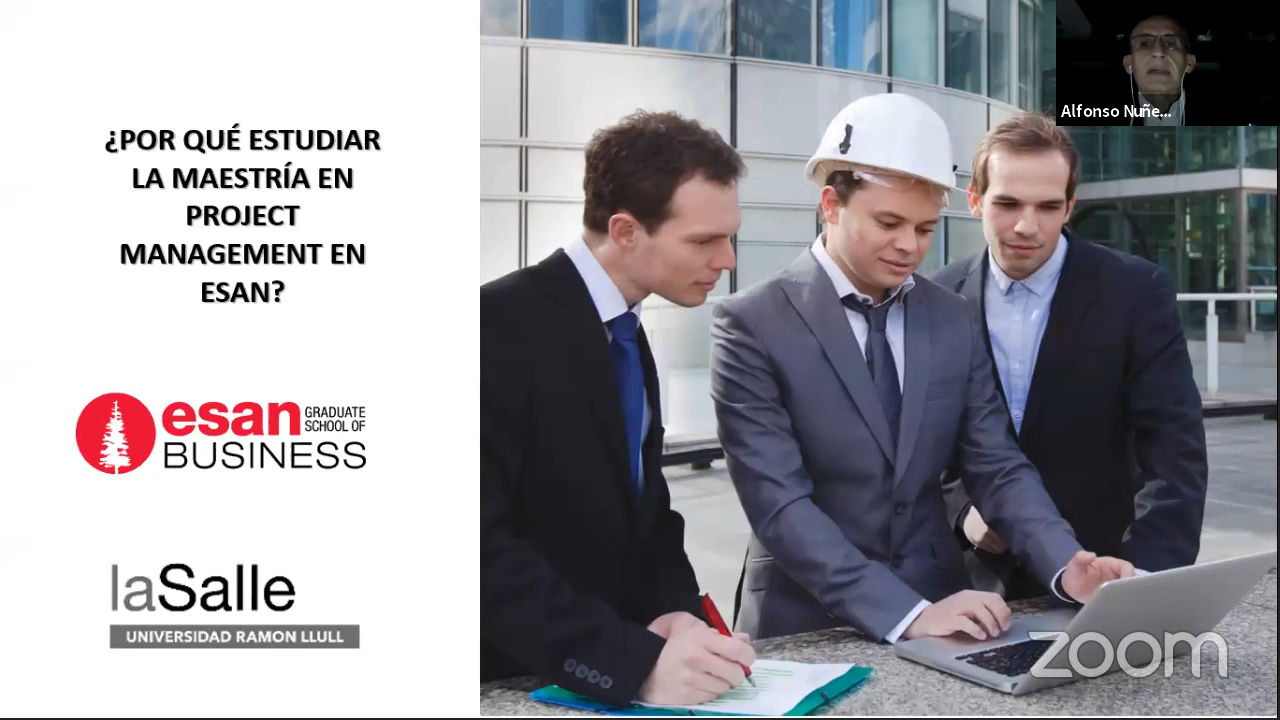 ¿POR QUÉ ESTUDIAR
LA MAESTRÍA EN
PROJECT
MANAGEMENT EN
ESAN?
esan GRADUATE
SCHOOL OF
BUSINESS
laSalle
UNIVERSIDAD RAMON LLULL
Alfonso Nuñe...
zoom